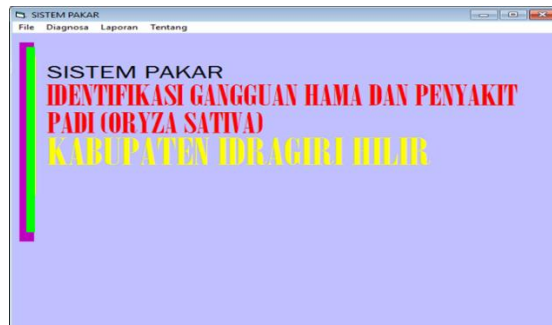 SISTEM PAKAR
File Diagnosa Laporan Tentang
SISTEM PAKAR
IDENTIFIKASI GANGGUAN HAMA DAN PENYAKIT
PADI (ORYZA SATIVA)
KABUPATEN IDRAGIRI HILIR